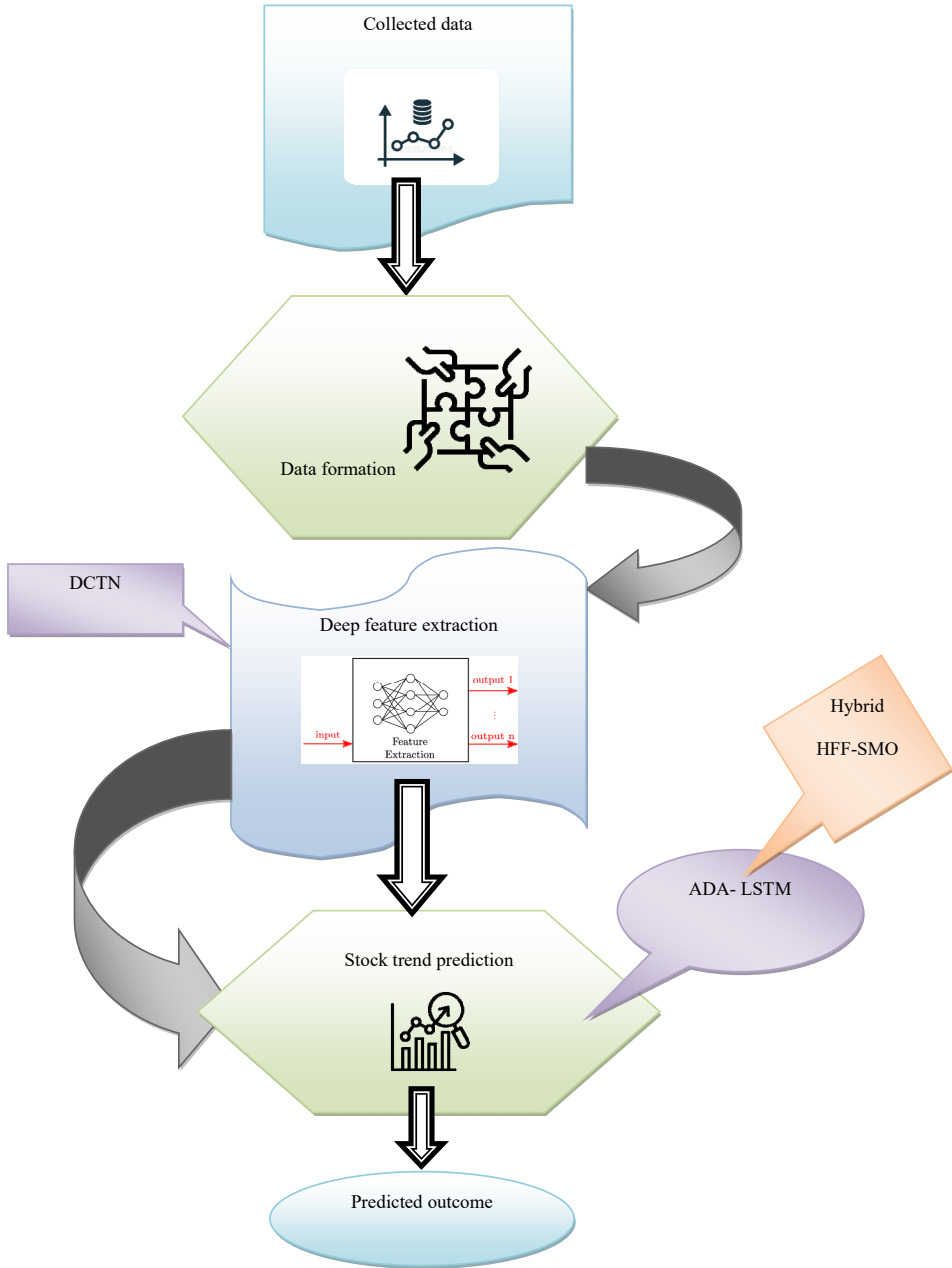 Collected data
Data formation
DCTN
Deep feature extraction
output 1
⋮
input
output n
Feature
Extraction
Hybrid
HFF-SMO
ADA- LSTM
Stock trend prediction
Predicted outcome